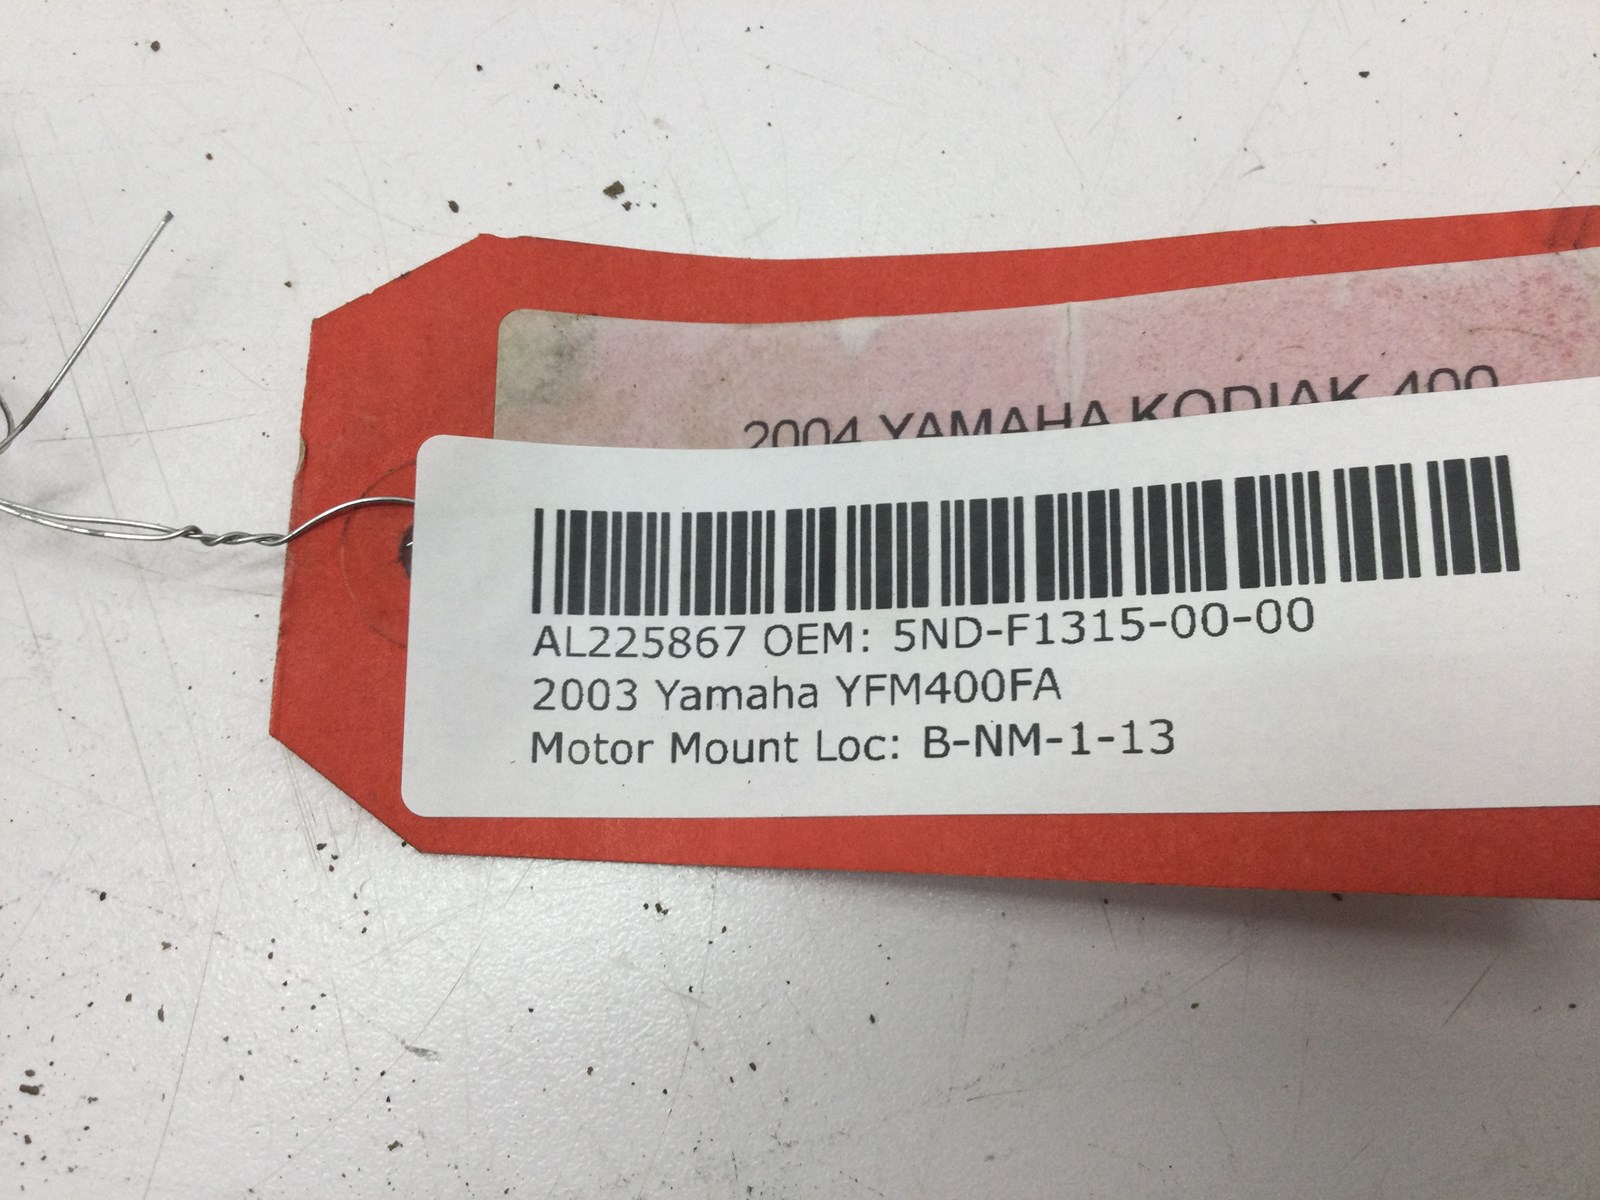 2004 YAMAHA KODIAK 400
AL225867 OEM: 5ND-F1315-00-00
2003 Yamaha YFM400FA
Motor Mount Loc: B-NM-1-13